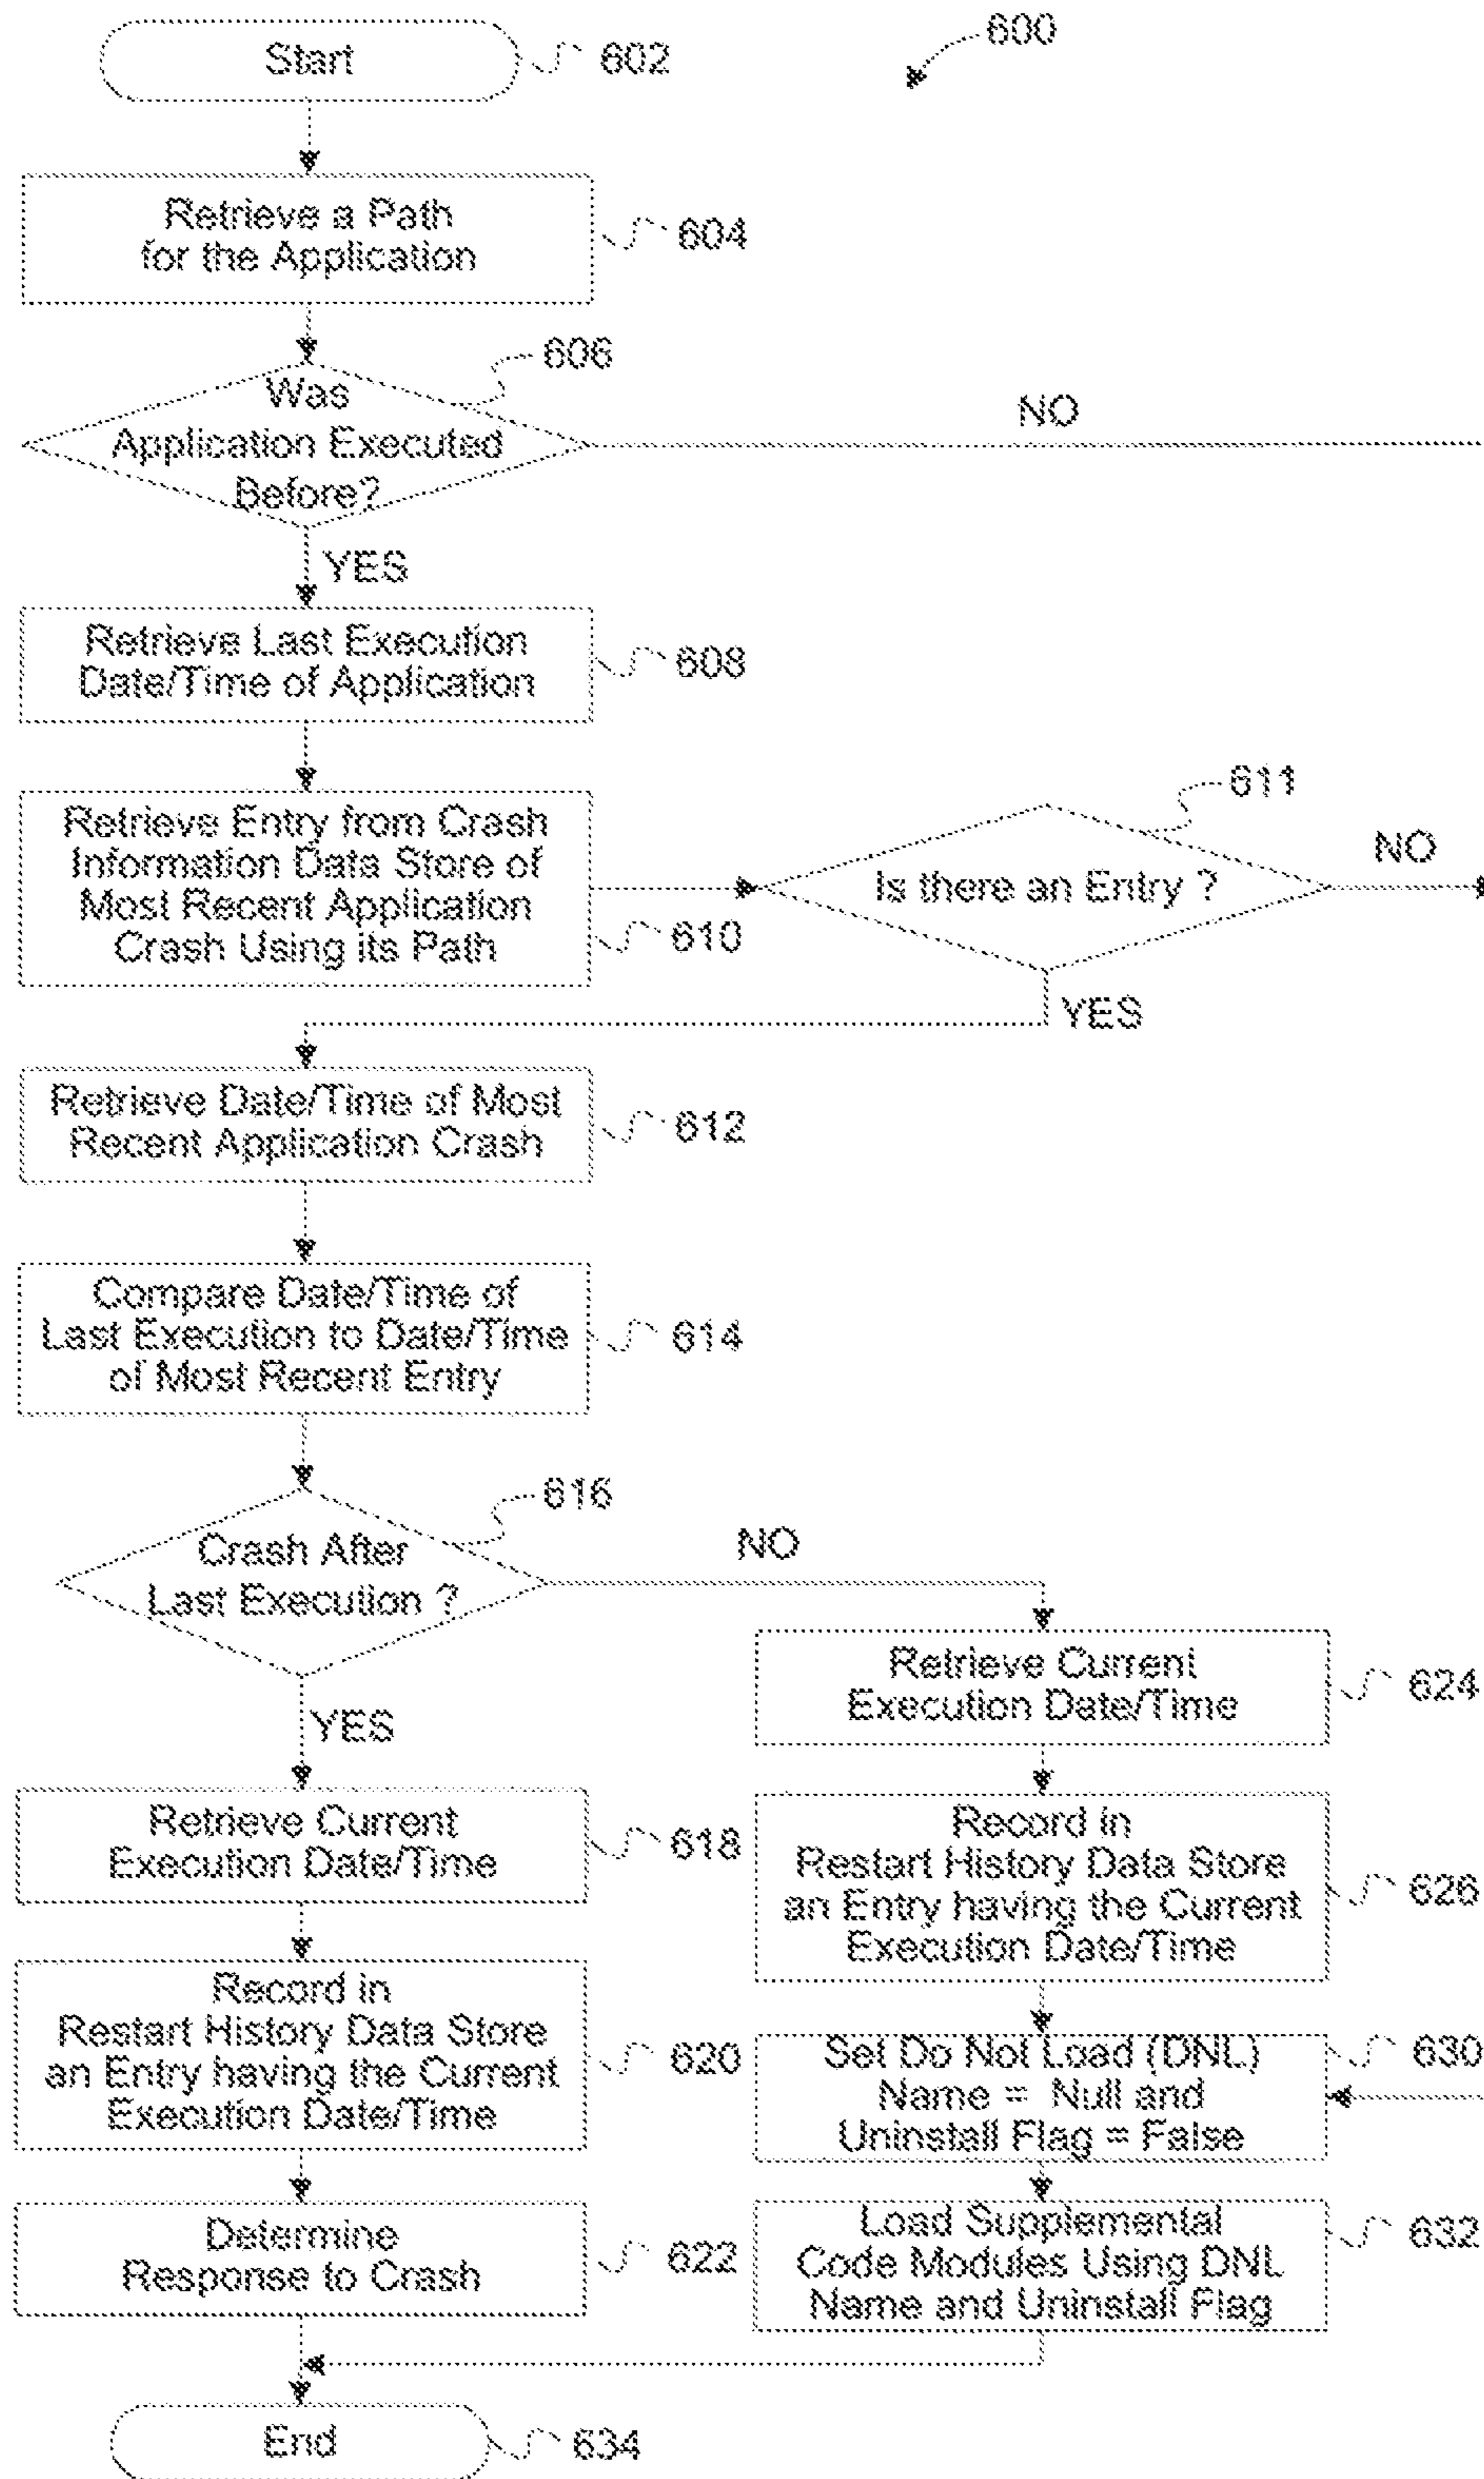 600
Start
602
Retrieve a Path
for the Application
604
606
Was
Application Executed
Before?
NO
YES
Retrieve Last Execution
Date/Time of Application
608
Retrieve Entry from Crash
Information Data Store of
Most Recent Application
Crash Using its Path
610
611
Is there an Entry ?
NO
YES
Retrieve Date/Time of Most
Recent Application Crash
612
Compare Date/Time of
Last Execution to Date/Time
of Most Recent Entry
614
616
Crash After
Last Execution ?
NO
YES
Retrieve Current
Execution Date/Time
618
Record in
Restart History Data Store
an Entry having the Current
Execution Date/Time
620
Determine
Response to Crash
622
Retrieve Current
Execution Date/Time
624
Record in
Restart History Data Store
an Entry having the Current
Execution Date/Time
626
Set Do Not Load (DNL)
Name = Null and
Uninstall Flag = False
630
Load Supplemental
Code Modules Using DNL
Name and Uninstall Flag
632
End
634